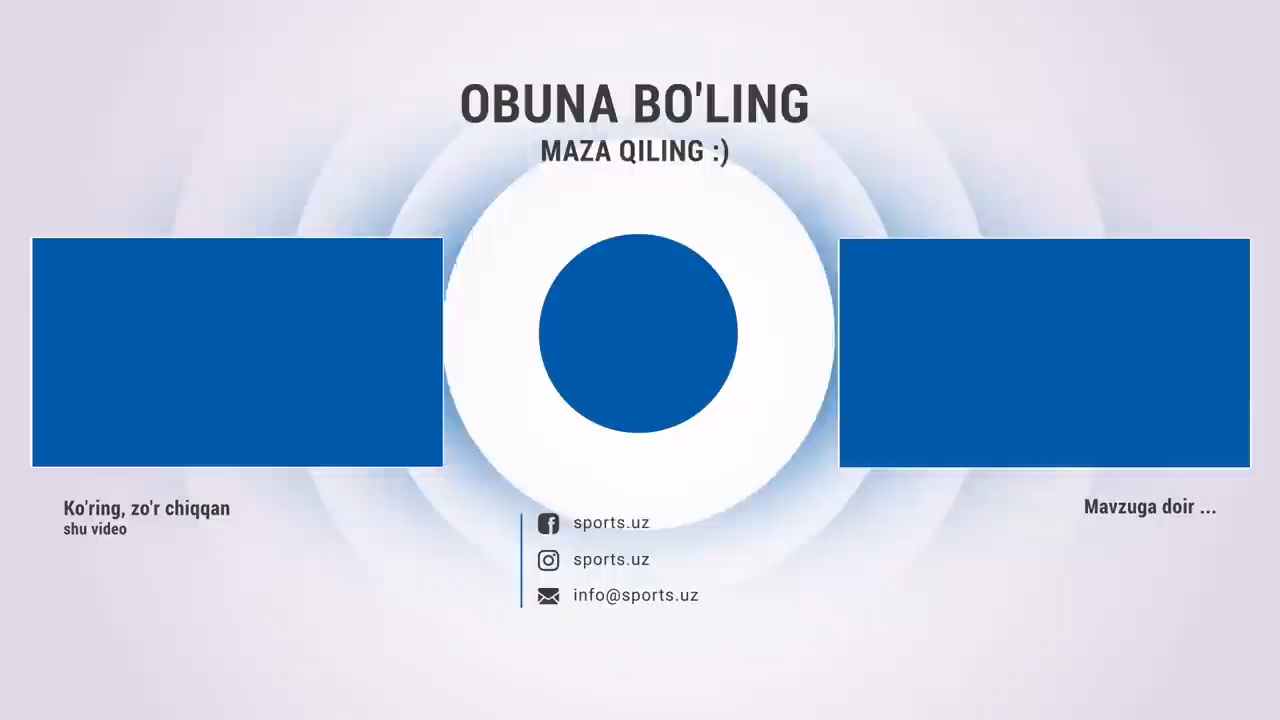 OBUNA BO'LING
MAZA QILING :)
Ko'ring, zo'r chiqqan
shu video
Mavzuga doir ...
sports.uz
sports.uz
info@sports.uz